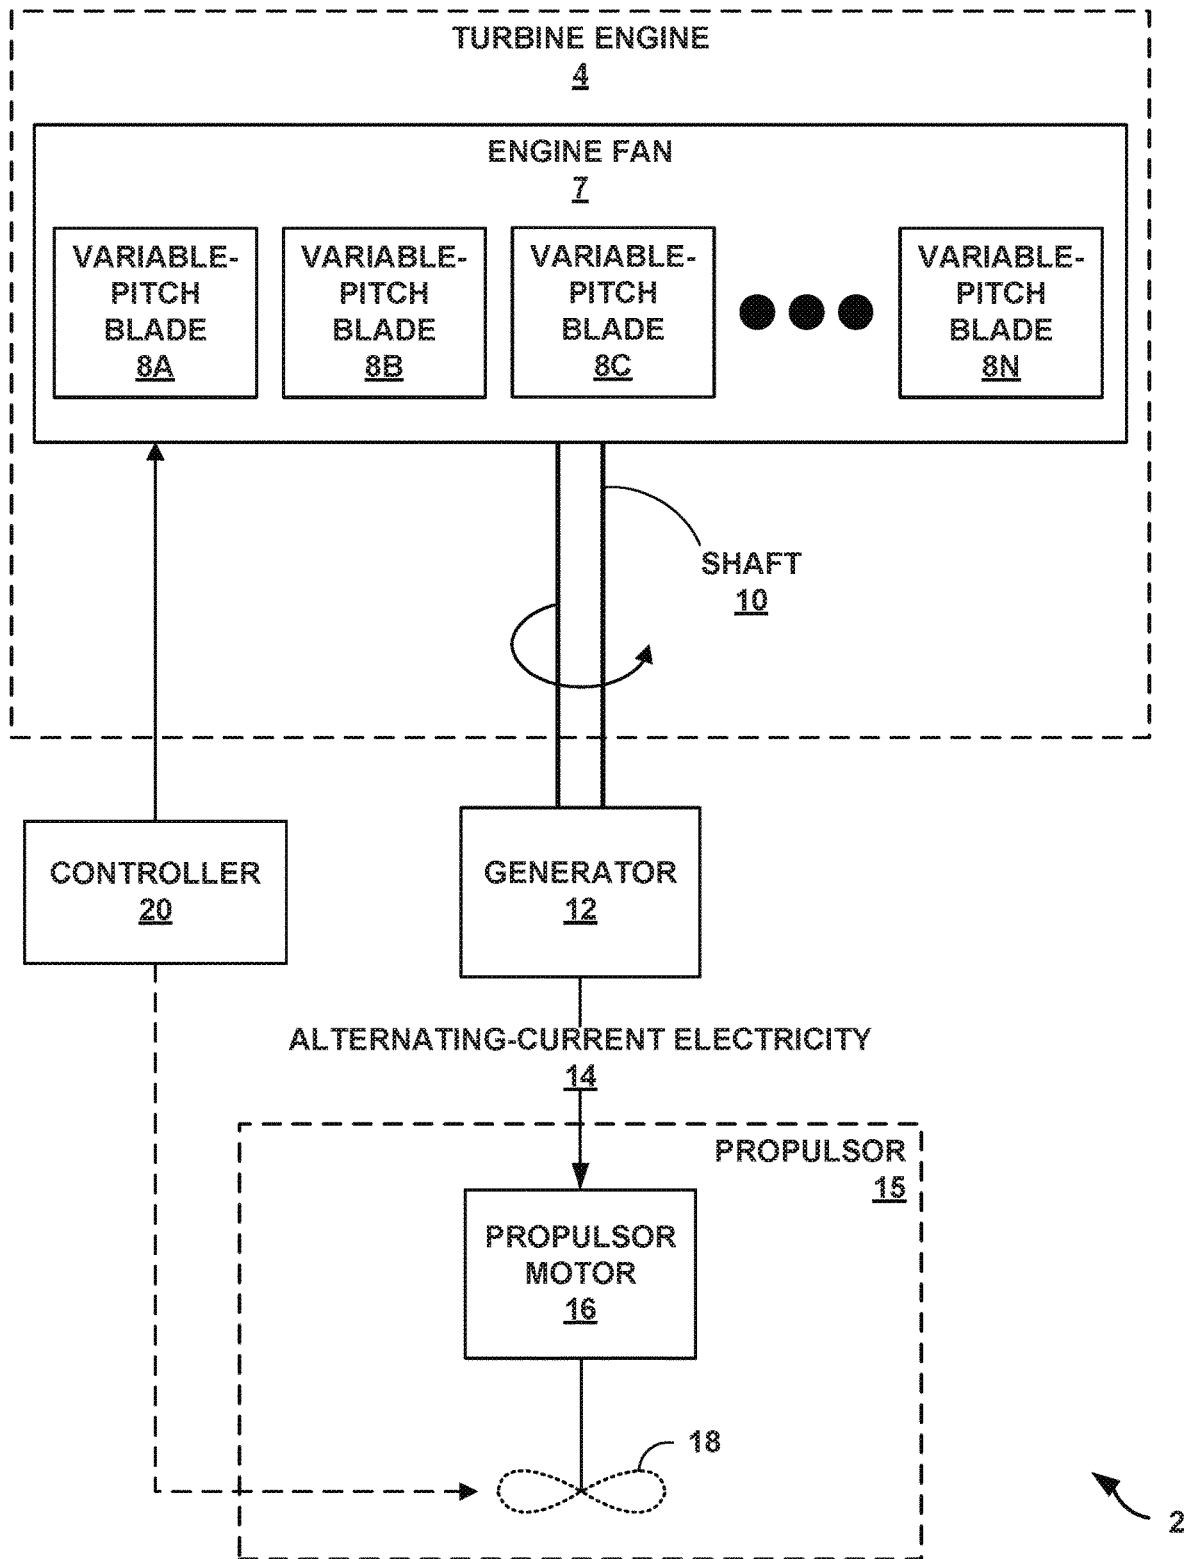 TURBINE ENGINE
4
ENGINE FAN
7
VARIABLE-
PITCH
BLADE
8A
VARIABLE-
PITCH
BLADE
8B
VARIABLE-
PITCH
BLADE
8C
VARIABLE-
PITCH
BLADE
8N
SHAFT
10
CONTROLLER
20
GENERATOR
12
ALTERNATING-CURRENT ELECTRICITY
14
PROPULSOR
15
PROPULSOR
MOTOR
16
18
2